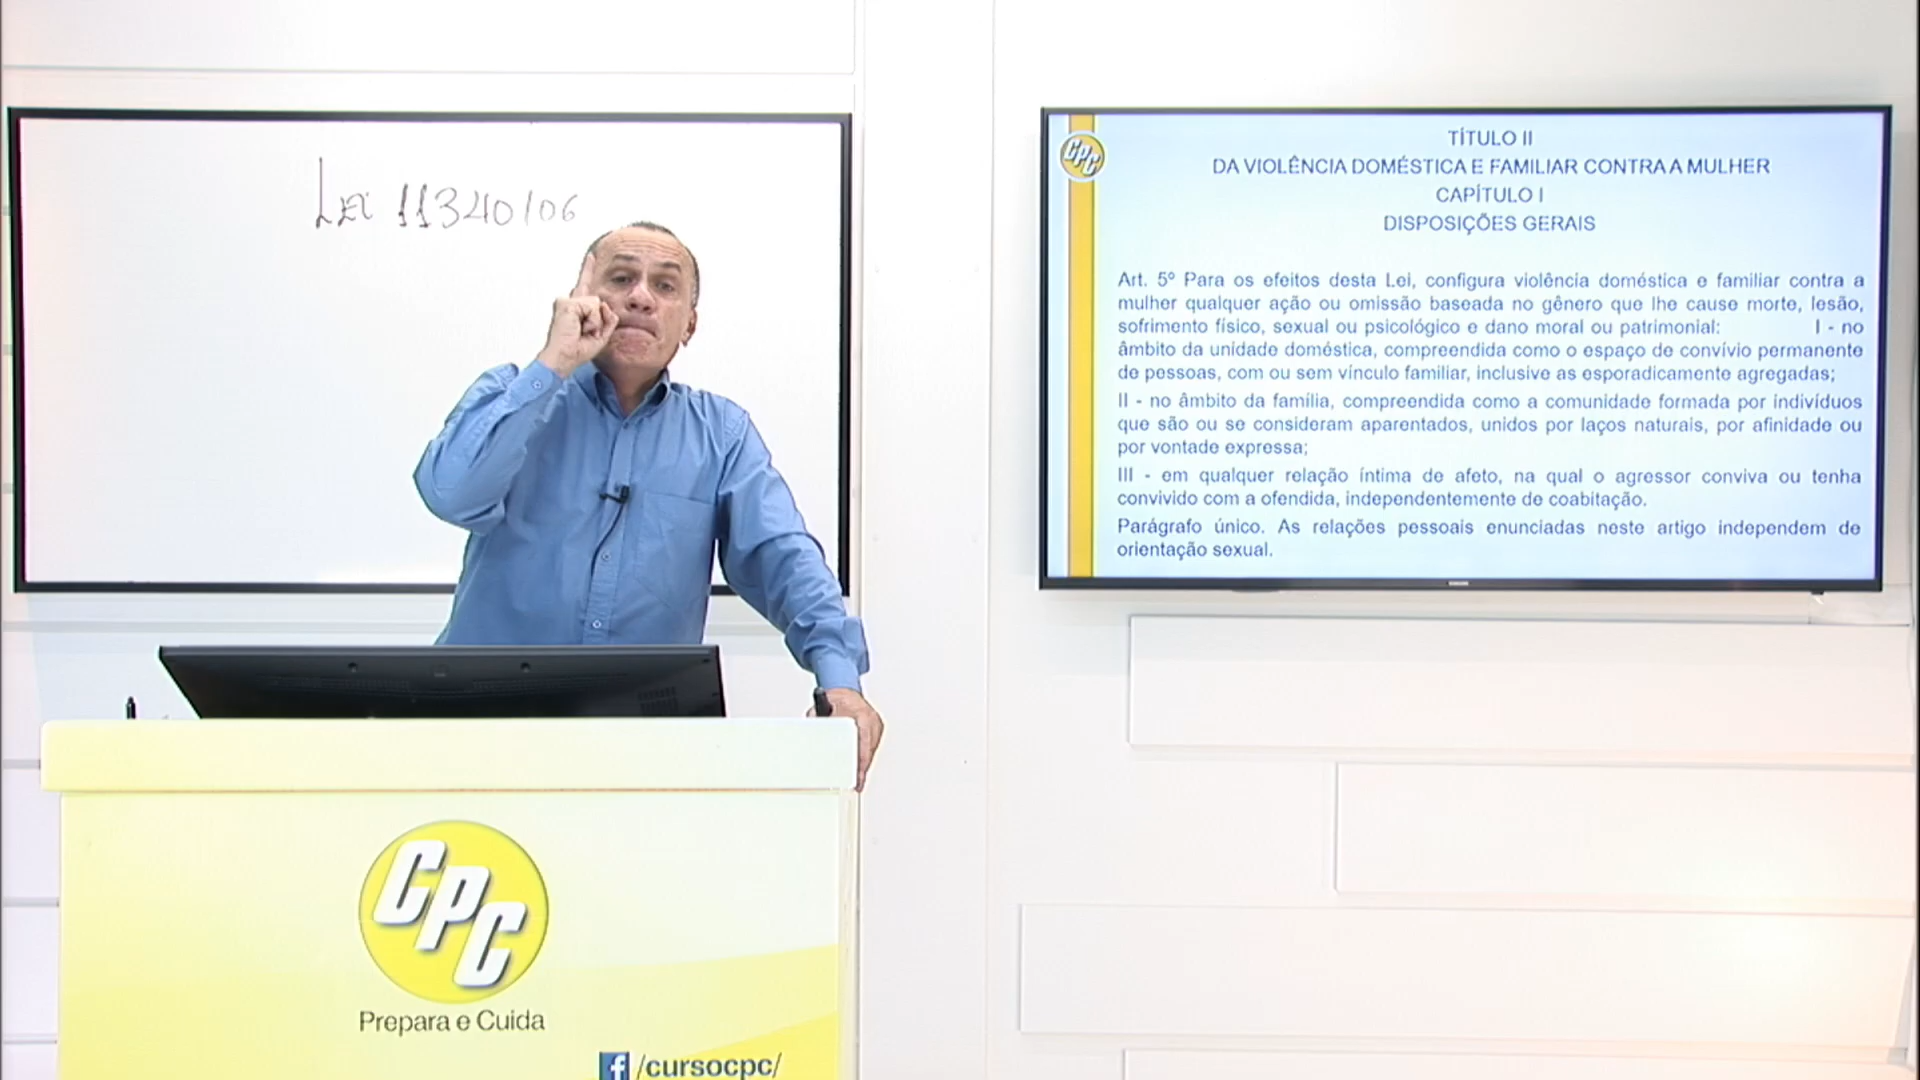 Lei 11340/06
CPC
TÍTULO II
DA VIOLÊNCIA DOMÉSTICA E FAMILIAR CONTRA A MULHER
CAPÍTULO I
DISPOSIÇÕES GERAIS
Art. 5º Para os efeitos desta Lei, configura violência doméstica e familiar contra a
mulher qualquer ação ou omissão baseada no gênero que lhe cause morte, lesão,
sofrimento físico, sexual ou psicológico e dano moral ou patrimonial: I - no
âmbito da unidade doméstica, compreendida como o espaço de convívio permanente
de pessoas, com ou sem vínculo familiar, inclusive as esporadicamente agregadas;
II - no âmbito da família, compreendida como a comunidade formada por indivíduos
que são ou se consideram aparentados, unidos por laços naturais, por afinidade ou
por vontade expressa;
III - em qualquer relação íntima de afeto, na qual o agressor conviva ou tenha
convivido com a ofendida, independentemente de coabitação.
Parágrafo único. As relações pessoais enunciadas neste artigo independem de
orientação sexual.
CPC
Prepara e Cuida
f /cursocpc/